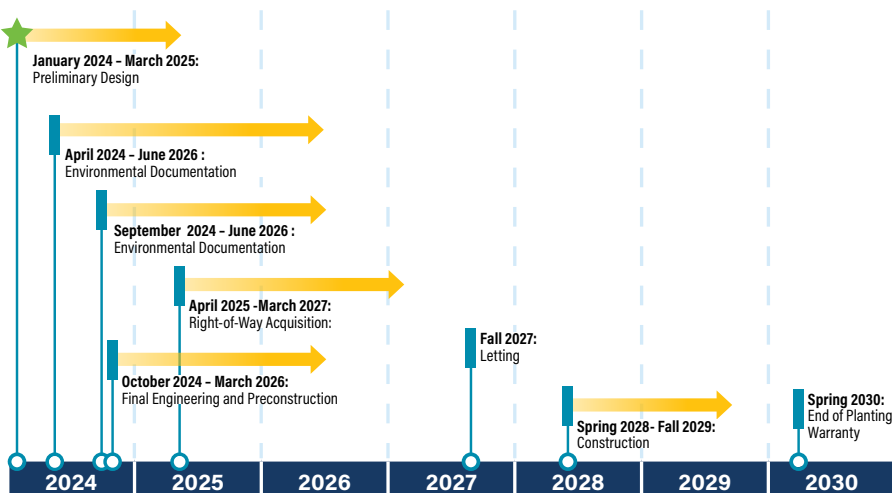 January 2024 – March 2025:
Preliminary Design
April 2024 – June 2026 :
Environmental Documentation
September 2024 – June 2026 :
Environmental Documentation
April 2025 -March 2027:
Right-of-Way Acquisition:
October 2024 – March 2026:
Final Engineering and Preconstruction
Fall 2027:
Letting
Spring 2028- Fall 2029:
Construction
Spring 2030:
End of Planting
Warranty
2024 2025 2026 2027 2028 2029 2030